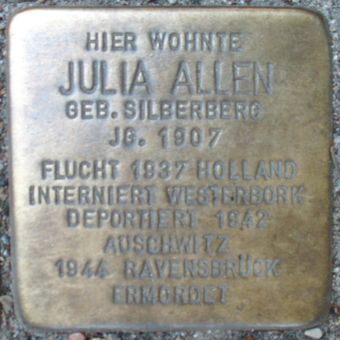 HIER WOHNTE
JULIA ALLEN
GEB. SILBERBERG
JG. 1907
FLUCHT 1937 HOLLAND
INTERNIERT WESTERBORK
DEPORTIERT 1942
AUSCHWITZ
1944 RAVENSBRÜCK
ERMORDET